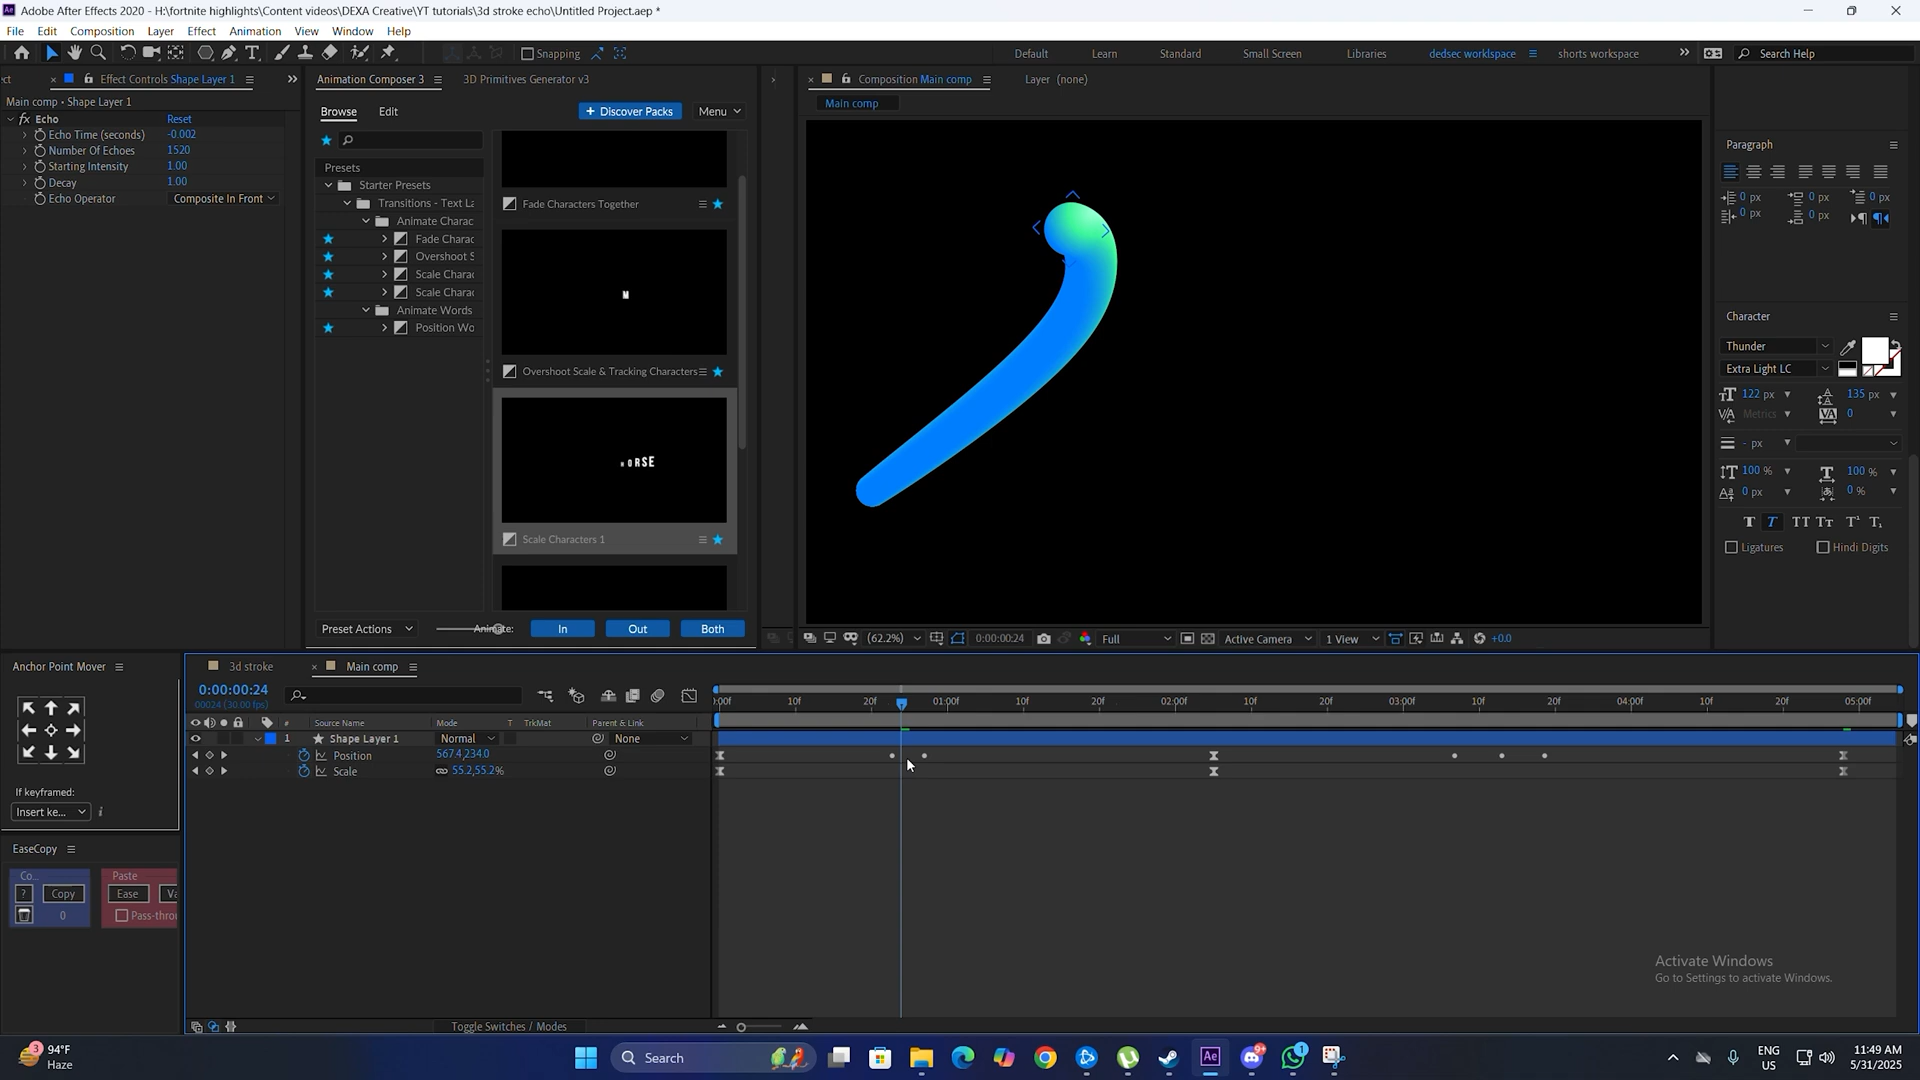 Adobe After Effects 2020 - H:\fortnite highlights\Content videos\DEXA Creative\YT tutorials\3d stroke echo\Untitled Project.aep *
File Edit Composition Layer Effect Animation View Window Help
Snapping
Default Learn Standard Small Screen Libraries dedsec worklspace shorts workspace Search Help
Effect Controls Shape Layer 1
Main comp • Shape Layer 1
fx Echo Reset
Echo Time (seconds) -0.002
Number Of Echoes 1520
Starting Intensity 1.00
Decay 1.00
Echo Operator Composite In Front
Animation Composer 3 3D Primitives Generator v3
Browse Edit + Discover Packs Menu
Presets
Starter Presets
Transitions - Text La
Animate Charac
Fade Charac
Overshoot S
Scale Charac
Scale Charac
Animate Words
Position Wo
Fade Characters Together
M
Overshoot Scale & Tracking Characters
HORSE
Scale Characters 1
Preset Actions Animate: In Out Both
Composition Main comp Layer (none)
Main comp
(62.2%) 0:00:00:24 Full Active Camera 1 View +0.0
Paragraph
0 px 0 px 0 px
0 px 0 px
Character
Thunder
Extra Light LC
122 px 135 px
Metrics 0
- px
100 % 100 %
0 px 0 %
T T TT Tt T¹ T₁
Ligatures Hindi Digits
Anchor Point Mover
If keyframed:
Insert ke... i
EaseCopy
Co... Paste
? Copy Ease Va
0 Pass-throu
3d stroke Main comp
0:00:00:24
00024 (30.00 fps)
:00f 10f 20f 01:00f 10f 20f 02:00f 10f 20f 03:00f 10f 20f 04:00f 10f 20f 05:00f
# Source Name Mode T TrkMat Parent & Link
1 Shape Layer 1 Normal None
Position 567.4,234.0
Scale 55.2,55.2%
Toggle Switches / Modes
Activate Windows
Go to Settings to activate Windows.
3 94°F
Haze
Search
Ae
9+
1
ENG
US
11:49 AM
5/31/2025